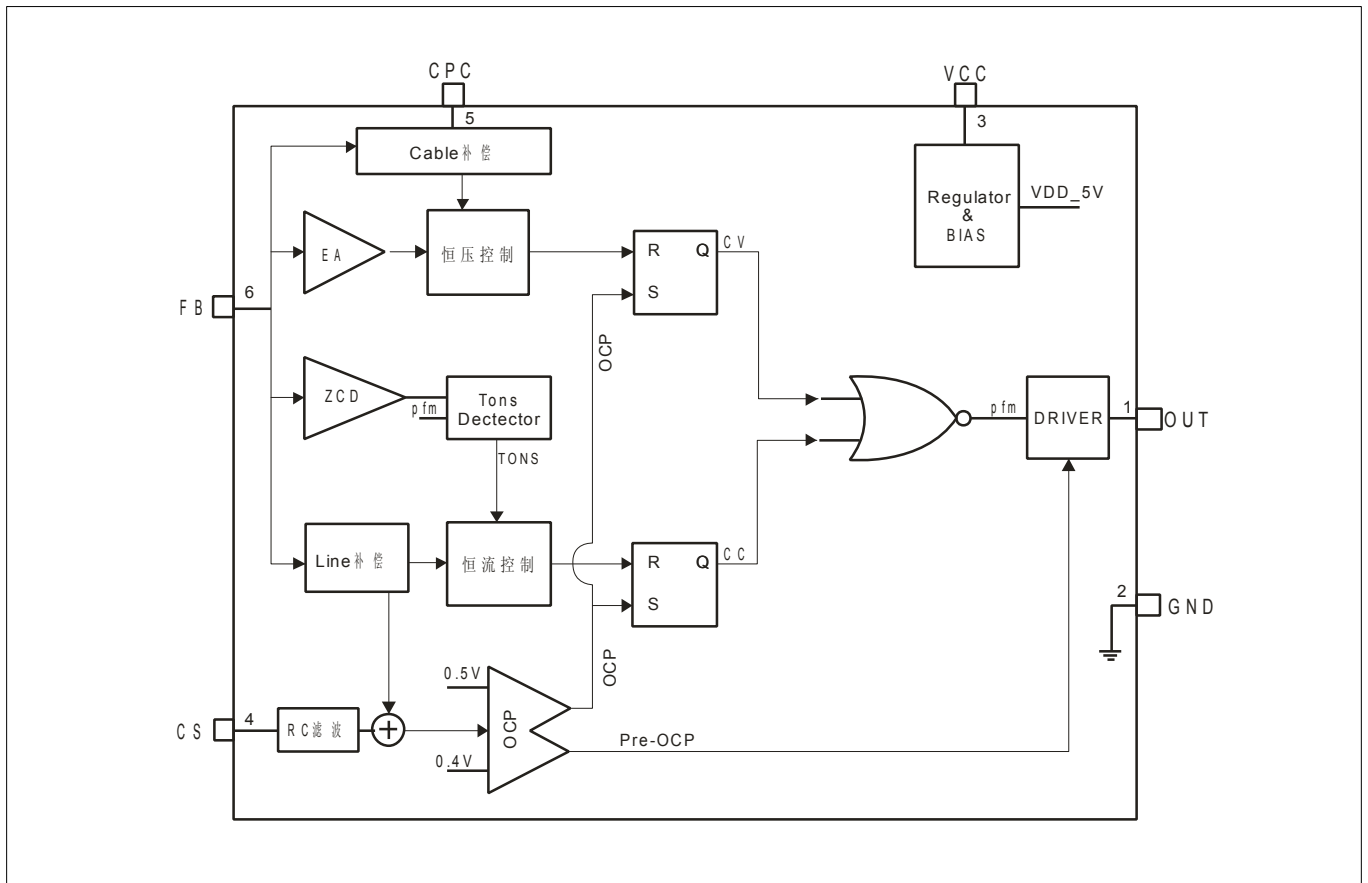 CPC
VCC
5
3
Cable补偿
Regulator
&
BIAS
VDD_5V
EA
恒压控制
R
Q
CV
S
6
FB
OCP
ZCD
pfm
Tons
Dectector
TONS
pfm
DRIVER
1
OUT
Line补偿
恒流控制
R
Q
CC
S
2
GND
OCP
0.5V
CS
4
RC滤波
+
OCP
Pre-OCP
0.4V